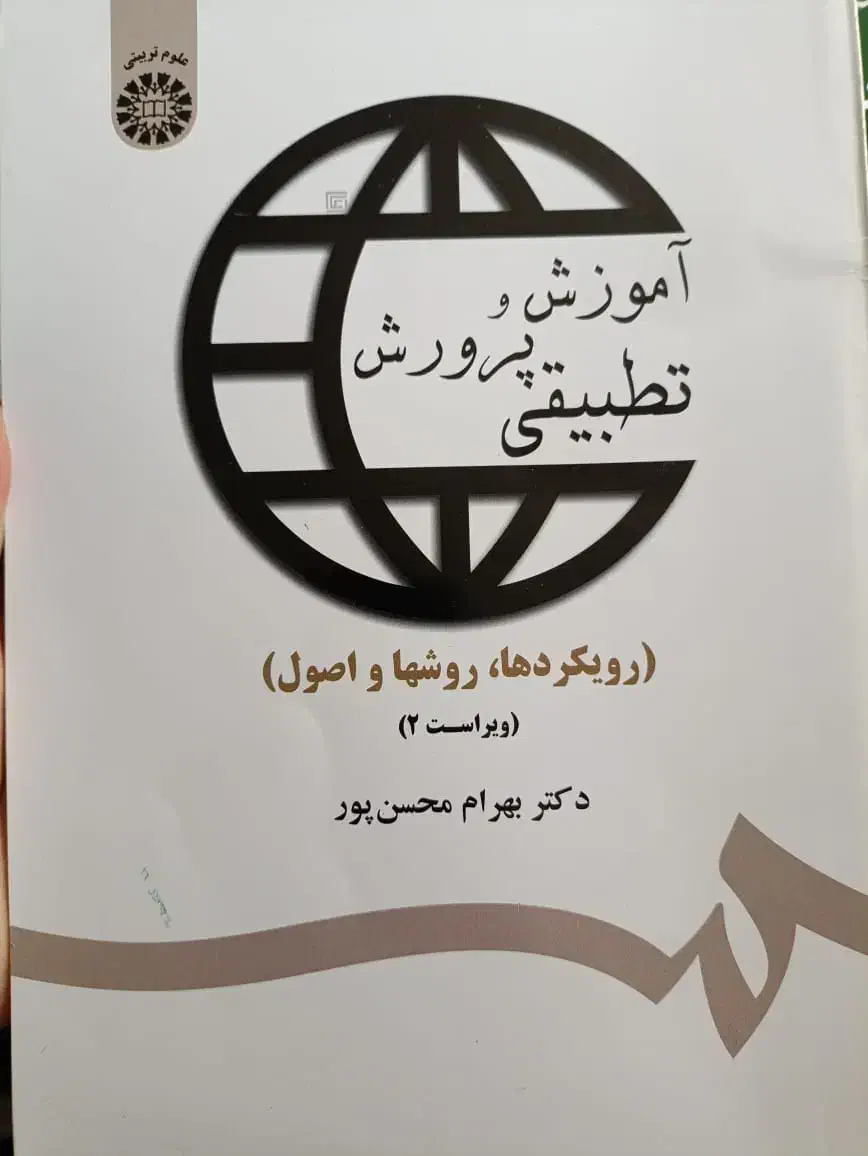 علوم تربیتی
آموزش و
پرورش
تطبیقی
(رویکردها، روشها و اصول)
(ویراست ۲)
دکتر بهرام محسن‌پور